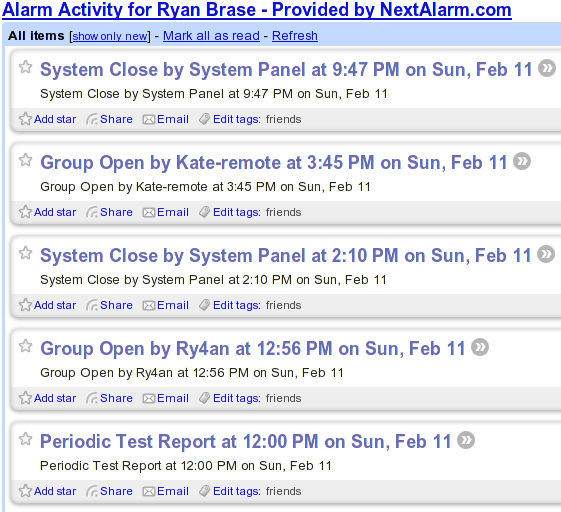 Alarm Activity for Ryan Brase - Provided by NextAlarm.com
All items [show only new] - Mark all as read - Refresh
System Close by System Panel at 9:47 PM on Sun, Feb 11
System Close by System Panel at 9:47 PM on Sun, Feb 11
Add star Share Email Edit tags: friends
Group Open by Kate-remote at 3:45 PM on Sun, Feb 11
Group Open by Kate-remote at 3:45 PM on Sun, Feb 11
Add star Share Email Edit tags: friends
System Close by System Panel at 2:10 PM on Sun, Feb 11
System Close by System Panel at 2:10 PM on Sun, Feb 11
Add star Share Email Edit tags: friends
Group Open by Ry4an at 12:56 PM on Sun, Feb 11
Group Open by Ry4an at 12:56 PM on Sun, Feb 11
Add star Share Email Edit tags: friends
Periodic Test Report at 12:00 PM on Sun, Feb 11
Periodic Test Report at 12:00 PM on Sun, Feb 11
Add star Share Email Edit tags: friends